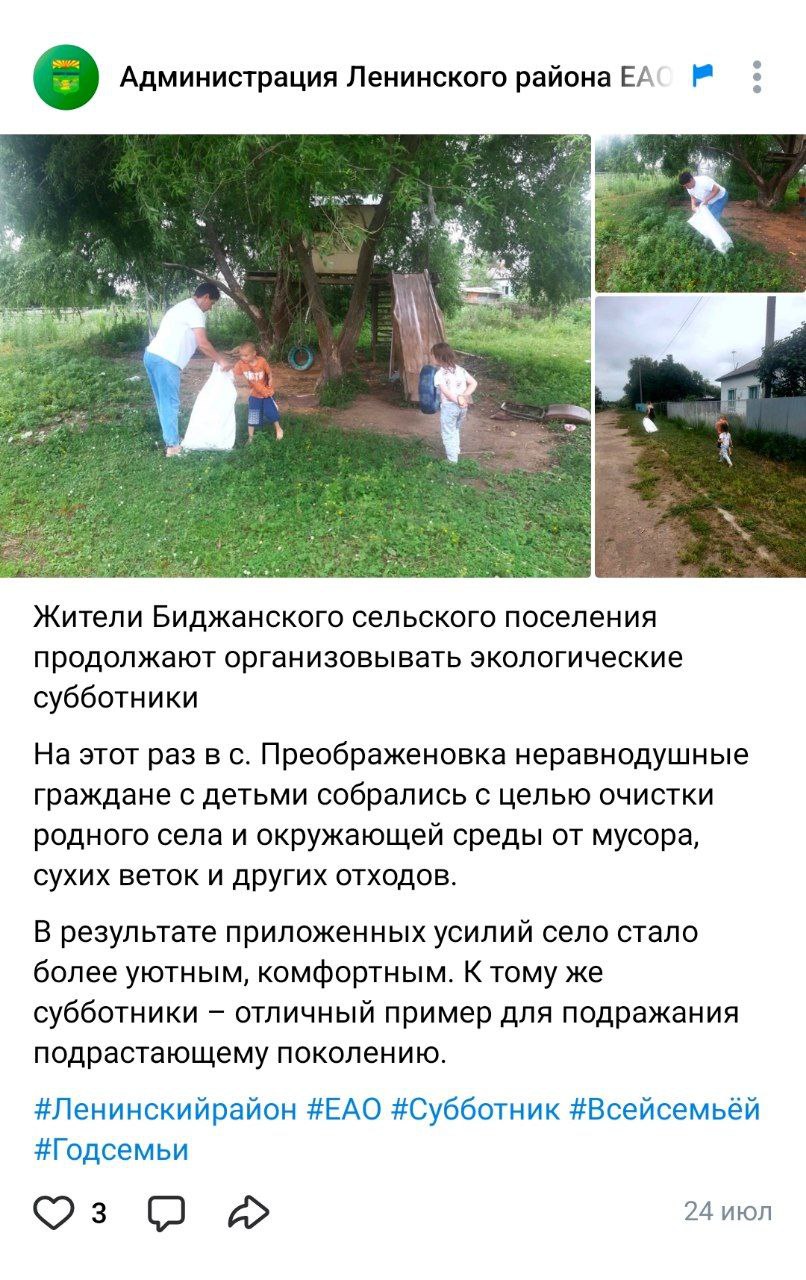 Администрация Ленинского района ЕАО
Жители Биджанского сельского поселения
продолжают организовывать экологические
субботники
На этот раз в с. Преображеновка неравнодушные
граждане с детьми собрались с целью очистки
родного села и окружающей среды от мусора,
сухих веток и других отходов.
В результате приложенных усилий село стало
более уютным, комфортным. К тому же
субботники – отличный пример для подражания
подрастающему поколению.
#Ленинскийрайон #ЕАО #Субботник #Всейсемьёй
#Годсемьи
3
24 июл